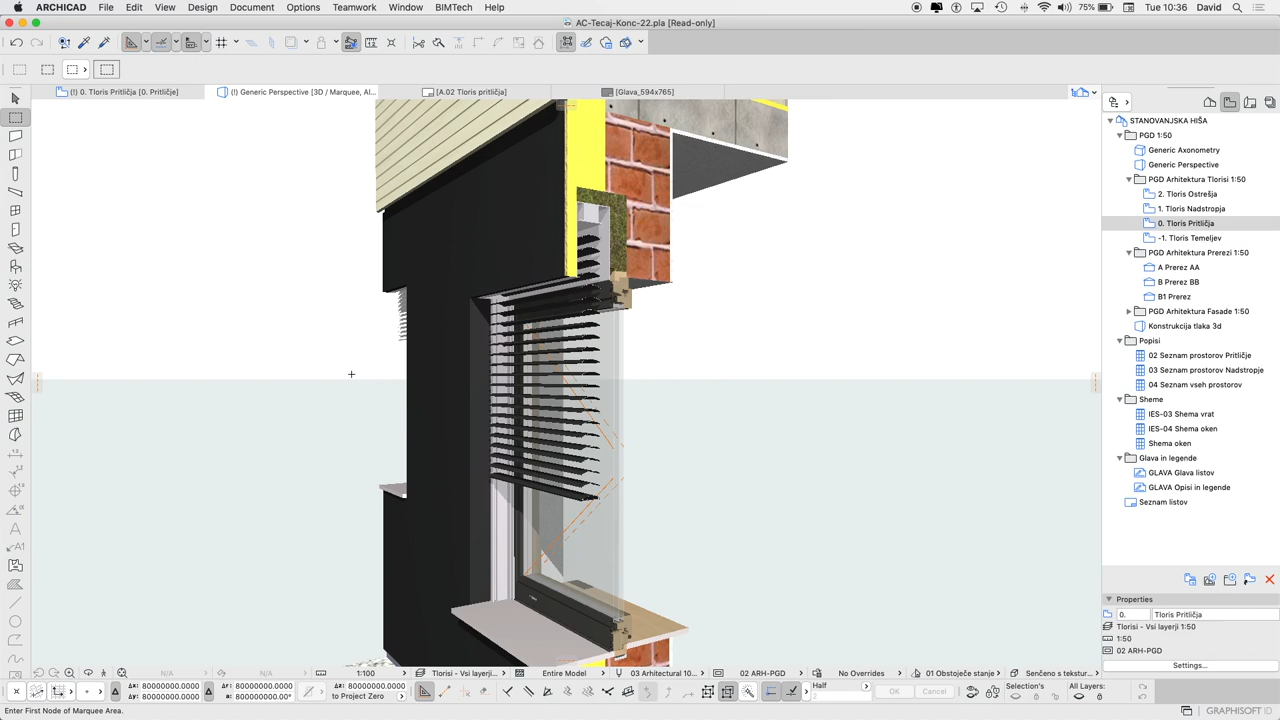 ARCHICAD File Edit View Design Document Options Teamwork Window BIMTech Help 75% Tue 10:36 David
AC-Tecaj-Konc-22.pla [Read-only]
(!) 0. Tloris Pritličja [0. Pritličje] (!) Generic Perspective [3D / Marquee, Al... [A.02 Tloris pritličja] [Glava_594x765]
STANOVANJSKA HIŠA
PGD 1:50
Generic Axonometry
Generic Perspective
PGD Arhitektura Tlorisi 1:50
2. Tloris Ostrešja
1. Tloris Nadstropja
0. Tloris Pritličja
-1. Tloris Temeljev
PGD Arhitektura Prerezi 1:50
A Prerez AA
B Prerez BB
B1 Prerez
PGD Arhitektura Fasade 1:50
Konstrukcija tlaka 3d
Popisi
02 Seznam prostorov Pritličje
03 Seznam prostorov Nadstropje
04 Seznam vseh prostorov
Sheme
IES-03 Shema vrat
IES-04 Shema oken
Shema oken
Glava in legende
GLAVA Glava listov
GLAVA Opisi in legende
Seznam listov
Properties
0. Tloris Pritličja
Tlorisi - Vsi layerji 1:50
1:50
02 ARH-PGD
Settings...
N/A N/A 1:100 Tlorisi - Vsi layerj... Entire Model 03 Arhitectural 10... 02 ARH-PGD No Overrides 01 Obstoječe stanje Senčeno s tekstur...
Δx: 80000000.0000 Δy: 80000000.0000 Δr: 80000000.0000 α: 80000000.00° Δz: 80000000.0000 to Project Zero Half 2 OK Cancel Selection's All Layers:
Enter First Node of Marquee Area. GRAPHISOFT ID